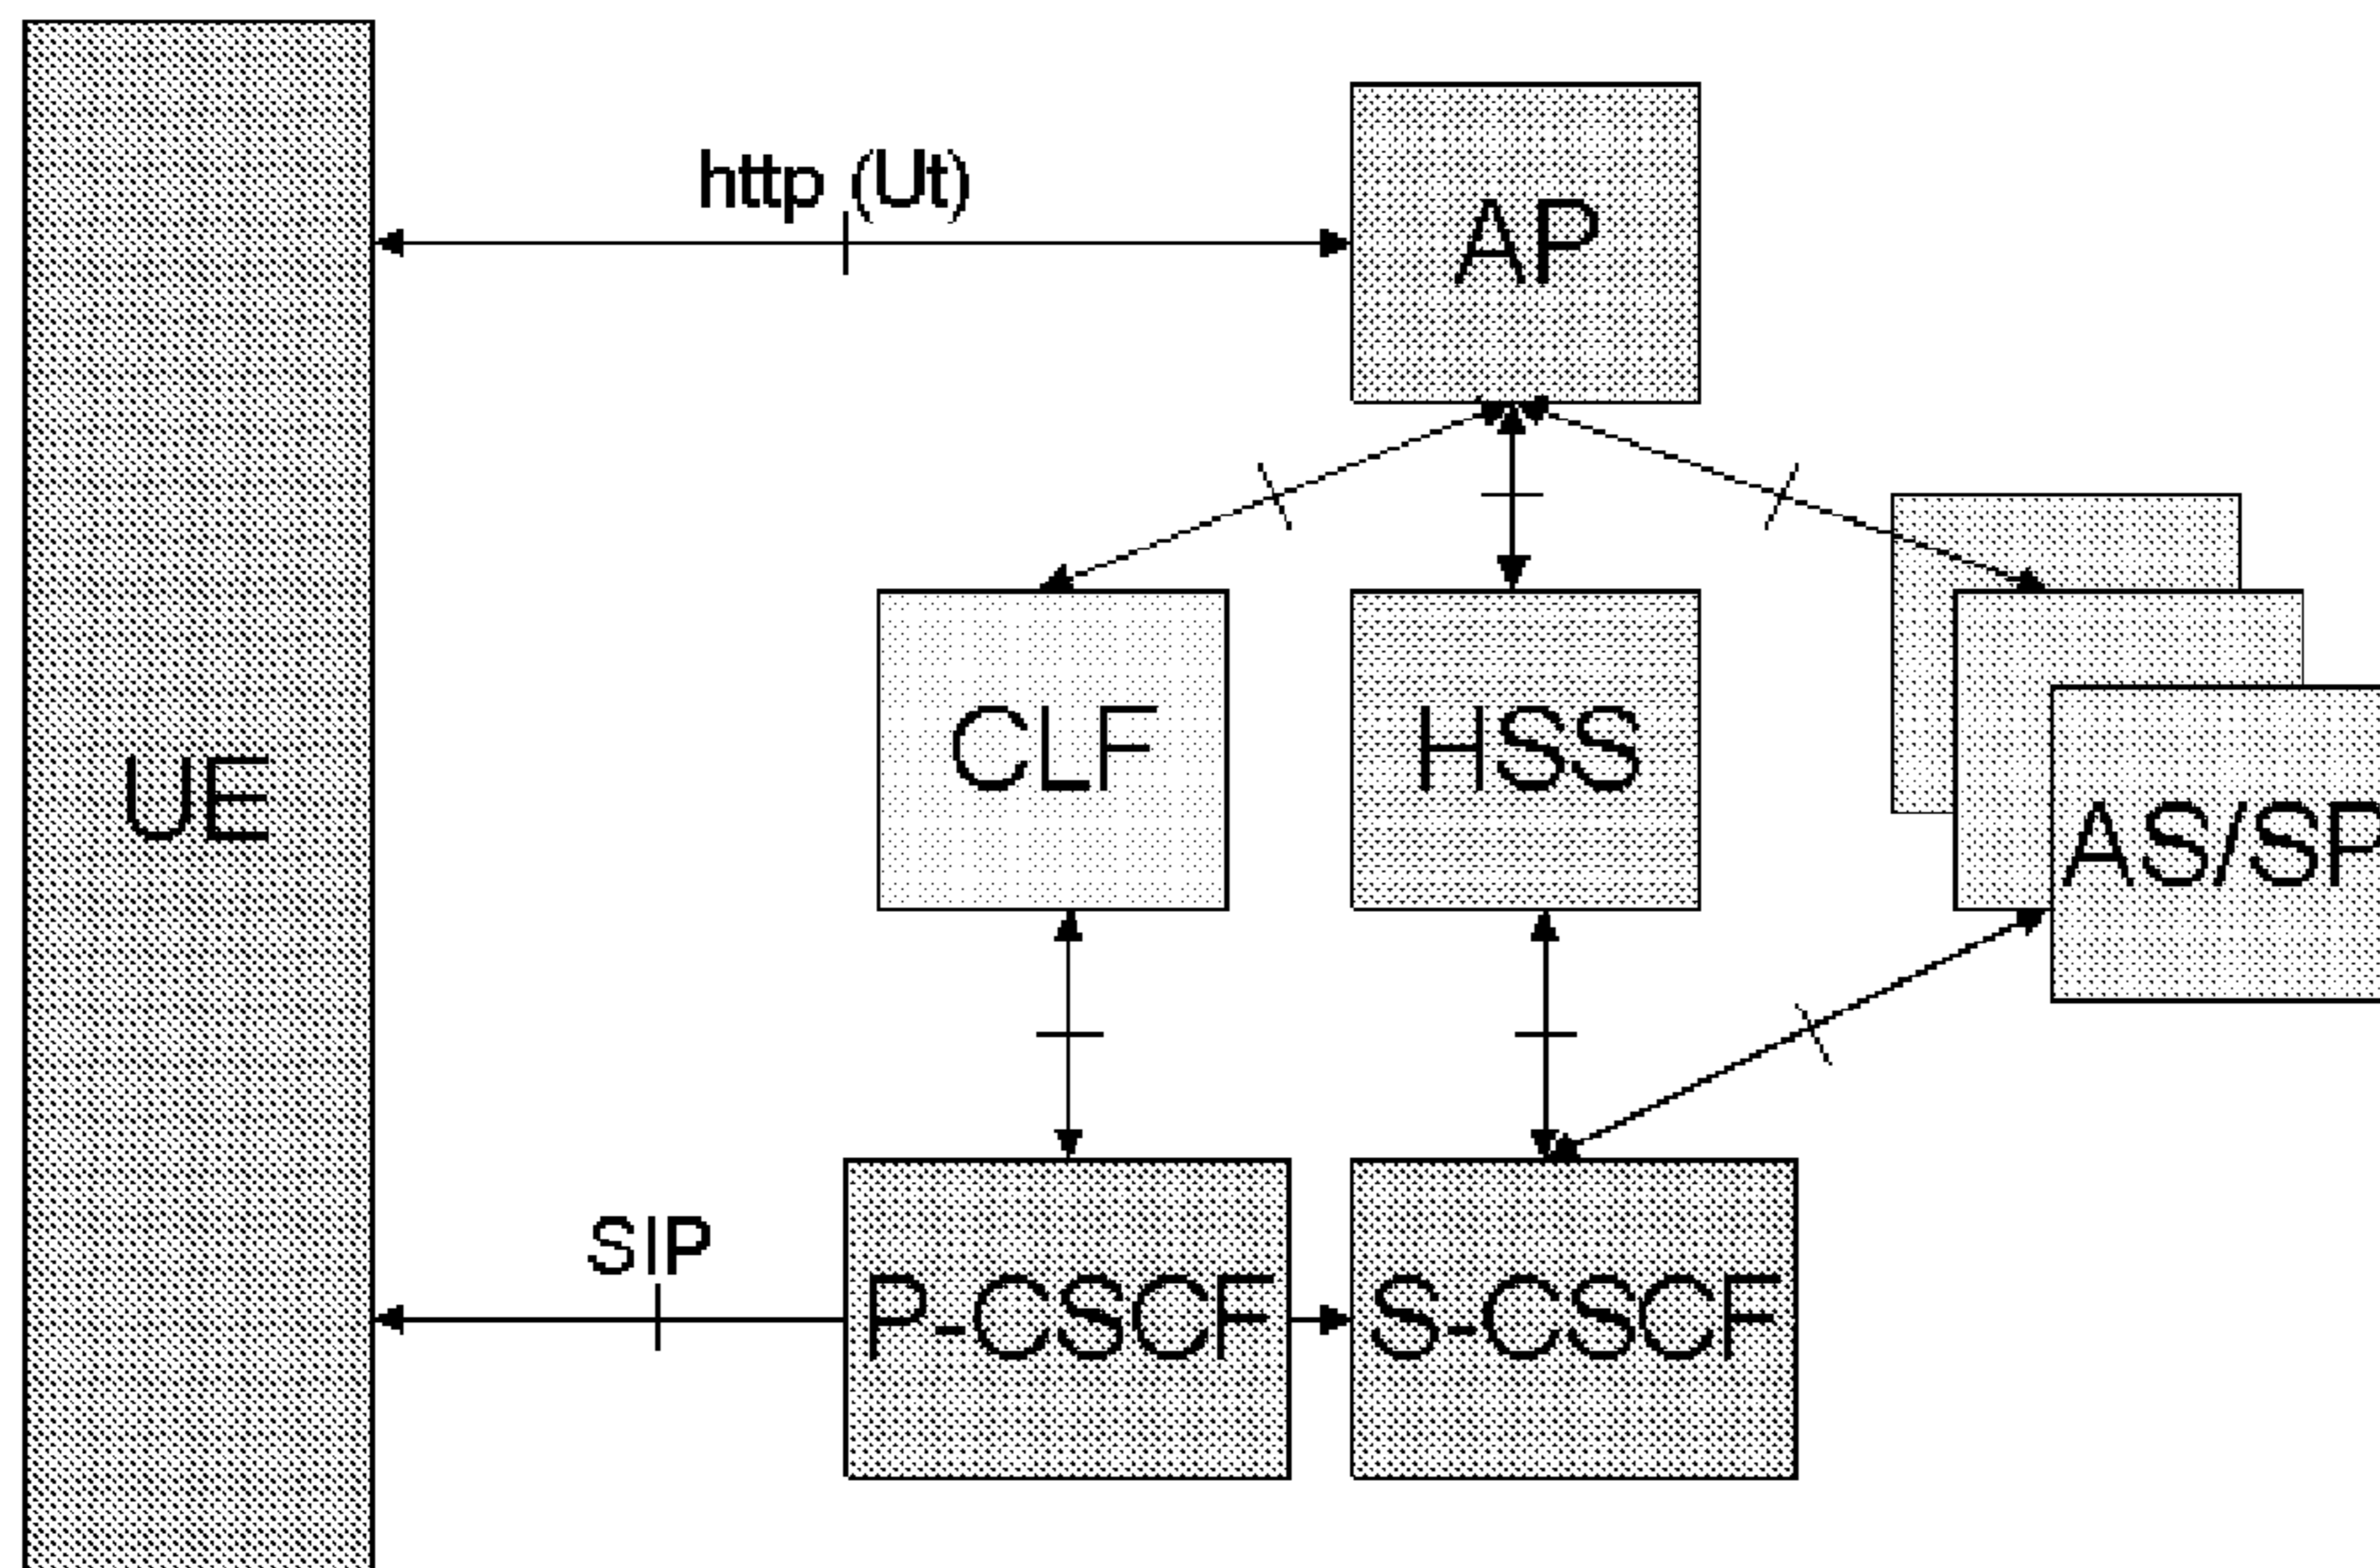 http (Ut)
AP
UE
CLF
HSS
AS/SP
SIP
P-CSCF
S-CSCF